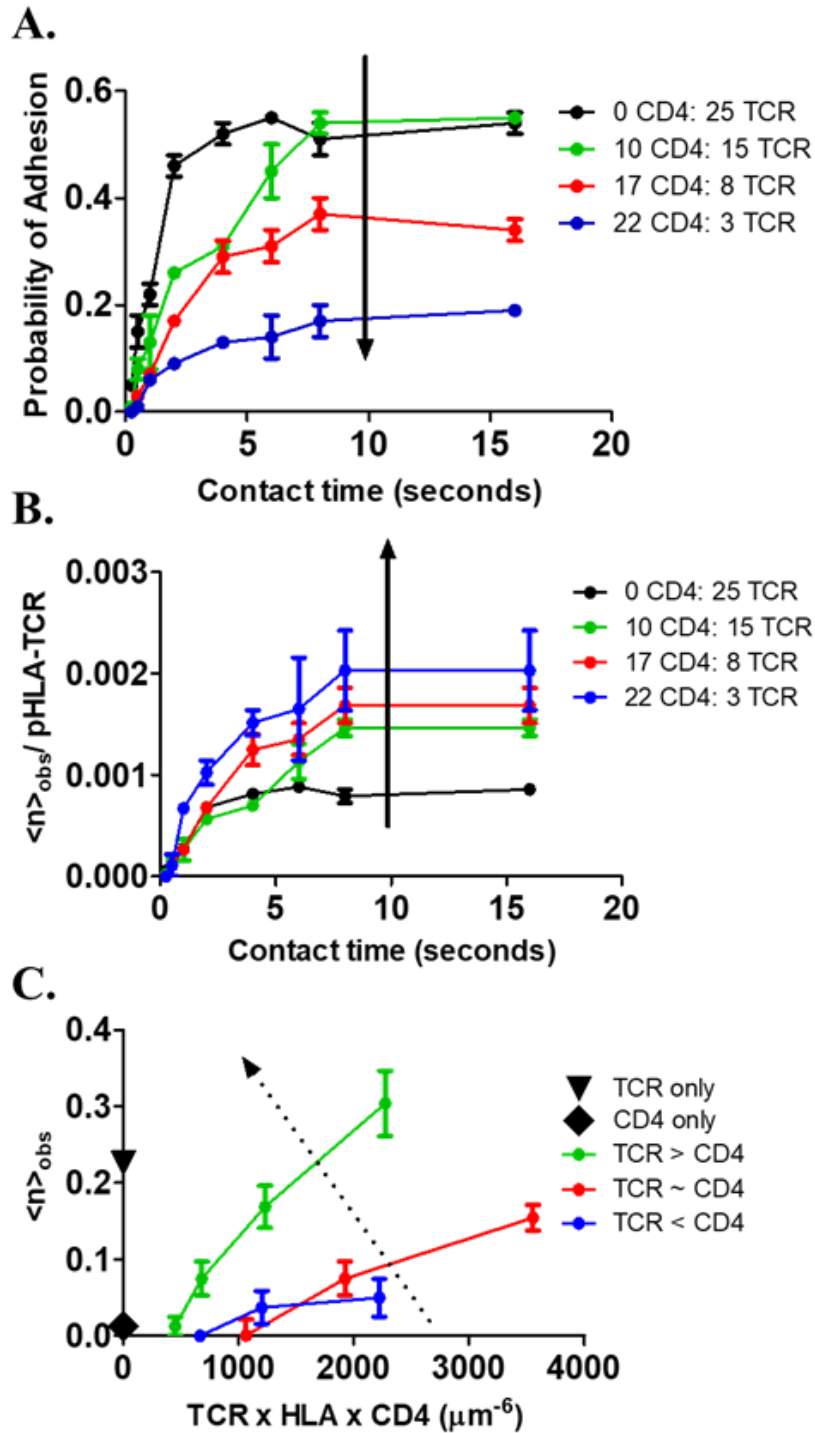 A.
Probability of Adhesion
0.6
0.4
0.2
0.0
0 5 10 15 20
Contact time (seconds)
0 CD4: 25 TCR
10 CD4: 15 TCR
17 CD4: 8 TCR
22 CD4: 3 TCR
B.
<n>obs/ pHLA-TCR
0.003
0.002
0.001
0.000
0 5 10 15 20
Contact time (seconds)
0 CD4: 25 TCR
10 CD4: 15 TCR
17 CD4: 8 TCR
22 CD4: 3 TCR
C.
<n>obs
0.4
0.3
0.2
0.1
0.0
0 1000 2000 3000 4000
TCR x HLA x CD4 (μm-6)
TCR only
CD4 only
TCR > CD4
TCR ~ CD4
TCR < CD4